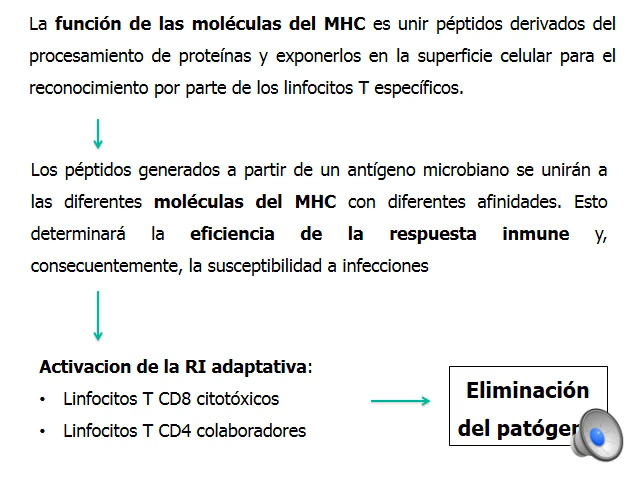 La función de las moléculas del MHC es unir péptidos derivados del
procesamiento de proteínas y exponerlos en la superficie celular para el
reconocimiento por parte de los linfocitos T específicos.
Los péptidos generados a partir de un antígeno microbiano se unirán a
las diferentes moléculas del MHC con diferentes afinidades. Esto
determinará la eficiencia de la respuesta inmune y,
consecuentemente, la susceptibilidad a infecciones
Activacion de la RI adaptativa:
• Linfocitos T CD8 citotóxicos
• Linfocitos T CD4 colaboradores
Eliminación
del